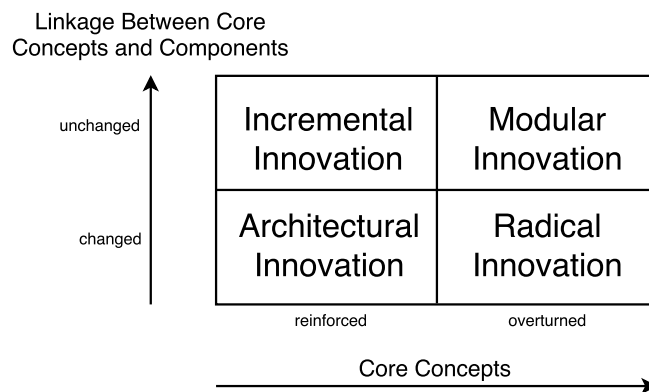 Linkage Between Core
Concepts and Components
unchanged
Incremental
Innovation
Modular
Innovation
changed
Architectural
Innovation
Radical
Innovation
reinforced
overturned
Core Concepts